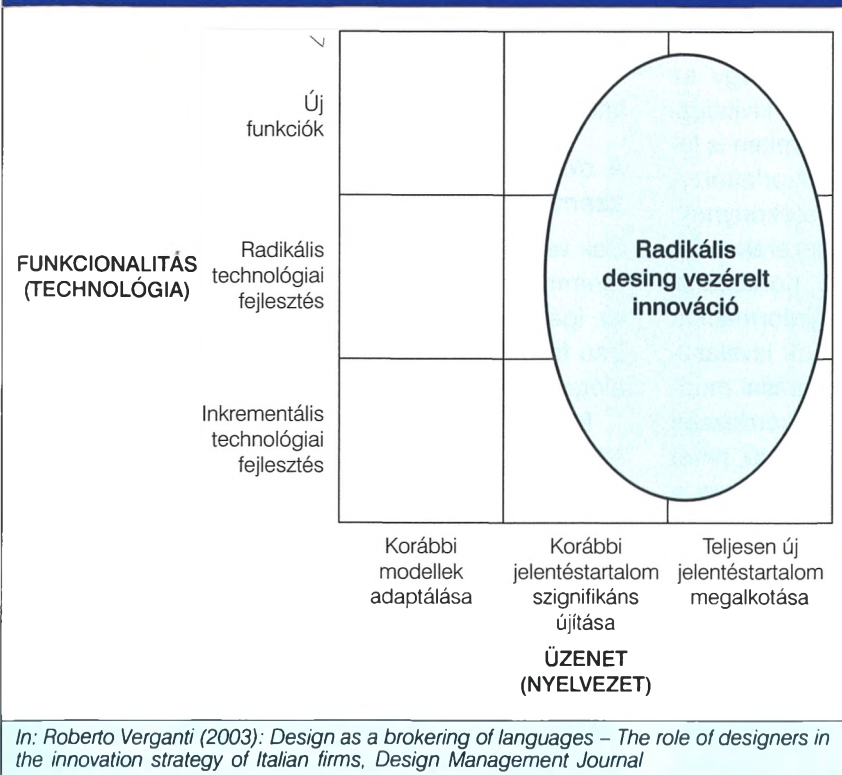 Új
funkciók
FUNKCIONALITÁS
(TECHNOLÓGIA)
Radikális
technológiai
fejlesztés
Radikális
desing vezérelt
innováció
Inkrementális
technológiai
fejlesztés
Korábbi
modellek
adaptálása
Korábbi
jelentéstartalom
szignifikáns
újítása
Teljesen új
jelentéstartalom
megalkotása
ÜZENET
(NYELVEZET)
In: Roberto Verganti (2003): Design as a brokering of languages – The role of designers in
the innovation strategy of Italian firms, Design Management Journal